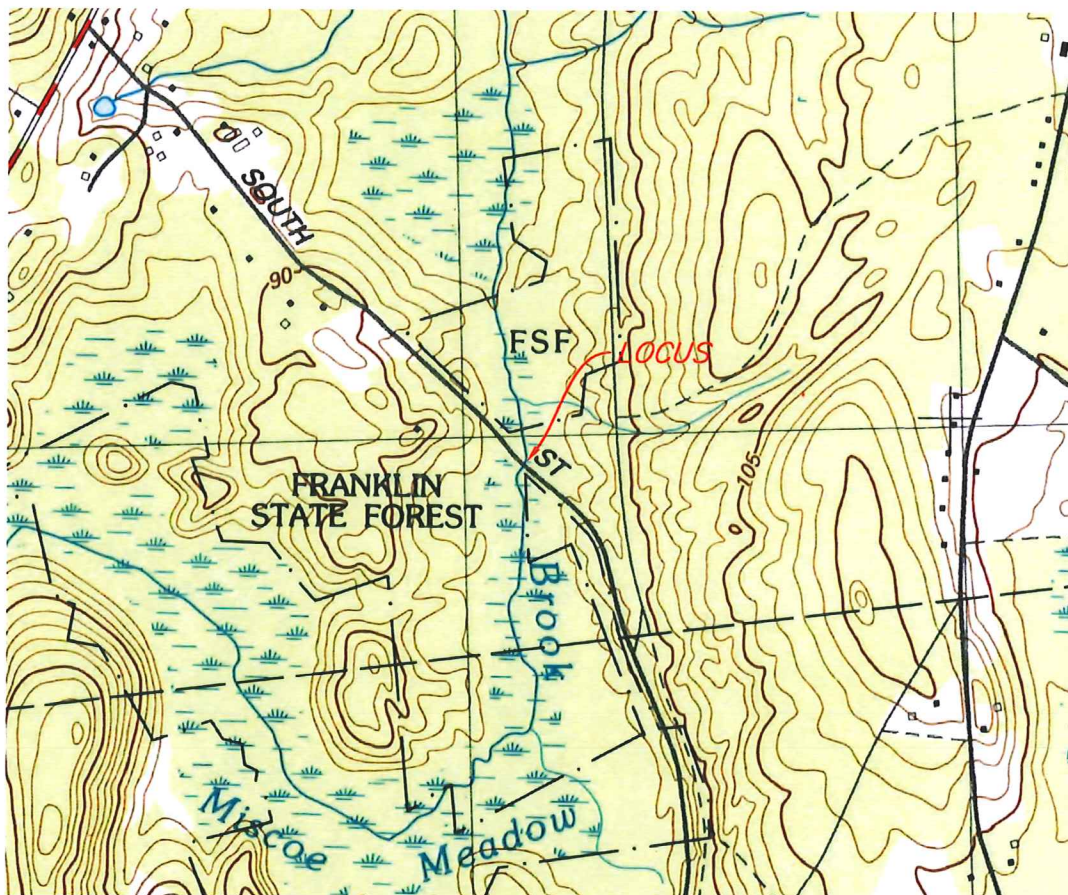 SOUTH
90
FSF
LOCUS
ST
105
FRANKLIN
STATE FOREST
Brook
Miscoe
Meadow